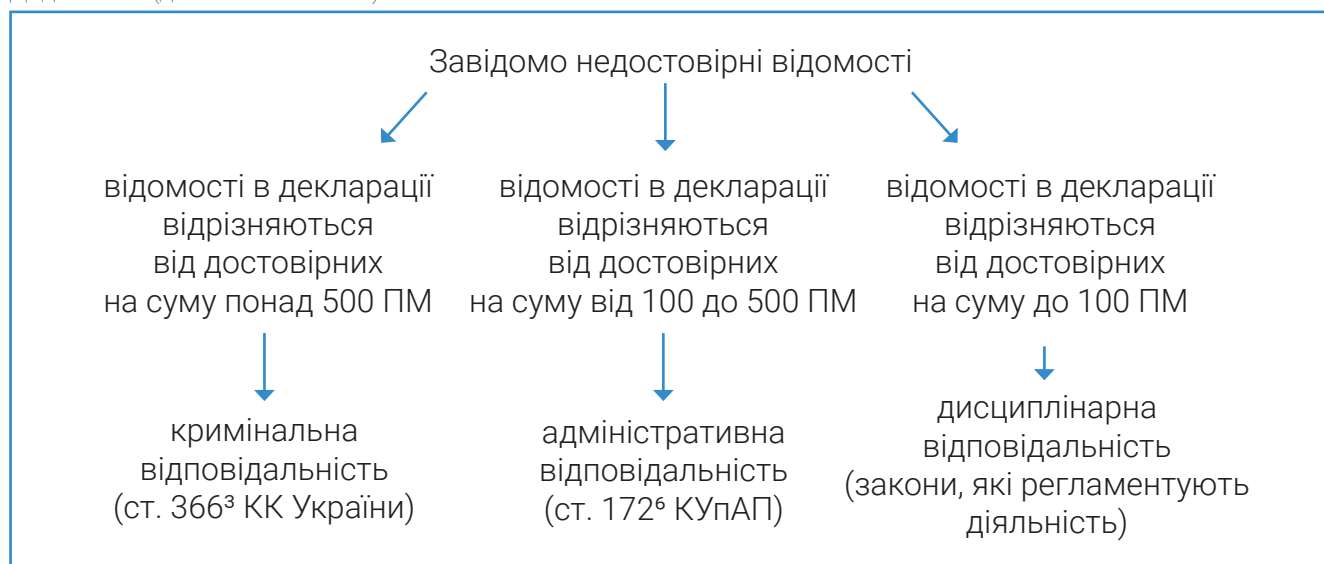 Завідомо недостовірні відомості
відомості в декларації
відрізняються
від достовірних
на суму понад 500 ПМ
відомості в декларації
відрізняються
від достовірних
на суму від 100 до 500 ПМ
відомості в декларації
відрізняються
від достовірних
на суму до 100 ПМ
кримінальна
відповідальність
(ст. 366³ КК України)
адміністративна
відповідальність
(ст. 172⁶ КУпАП)
дисциплінарна
відповідальність
(закони, які регламентують
діяльність)